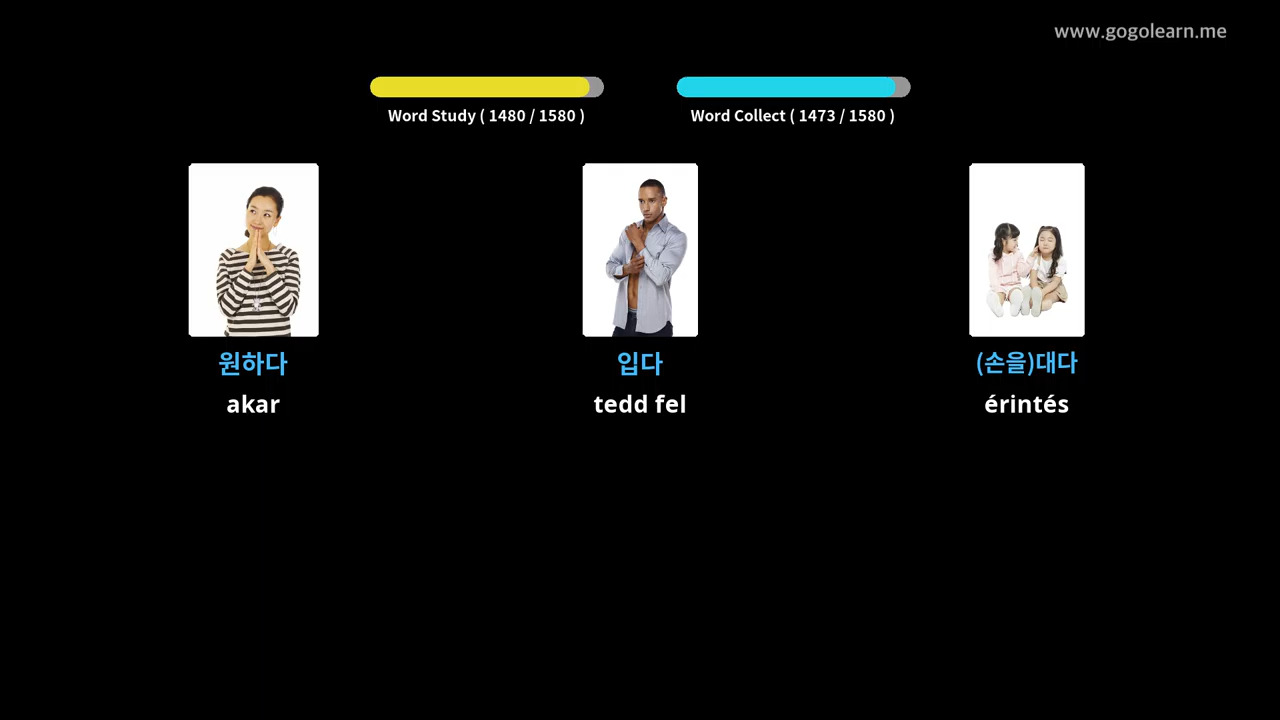 www.gogolearn.me
Word Study ( 1480 / 1580 )
Word Collect ( 1473 / 1580 )
원하다
입다
(손을)대다
akar
tedd fel
érintés